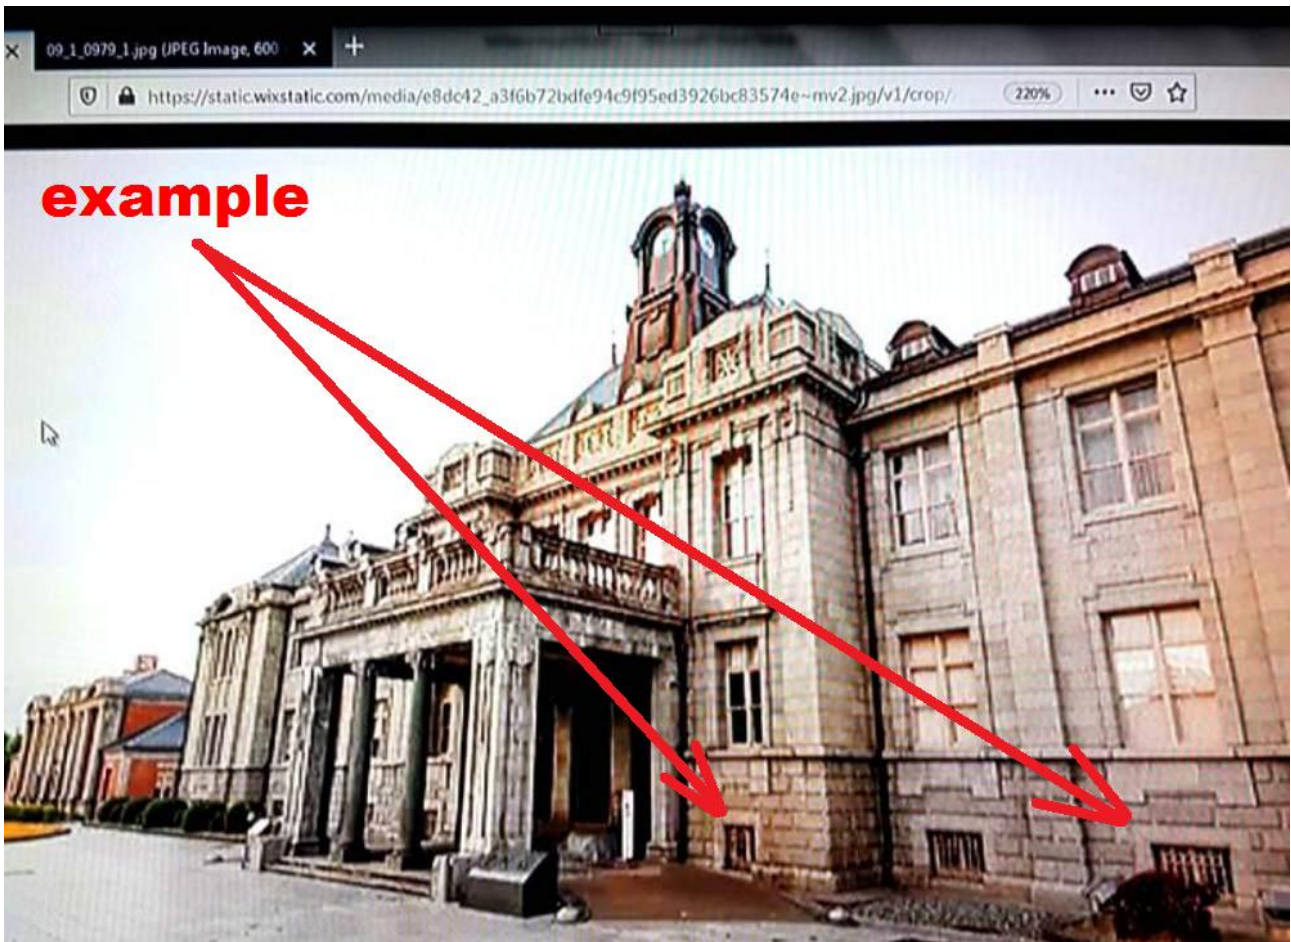 09_1_0979_1.jpg (JPEG Image, 600
https://static.wixstatic.com/media/e8dc42_a3f6b72bdfe94c9f95ed3926bc83574e~mv2.jpg/v1/crop/
220%
example